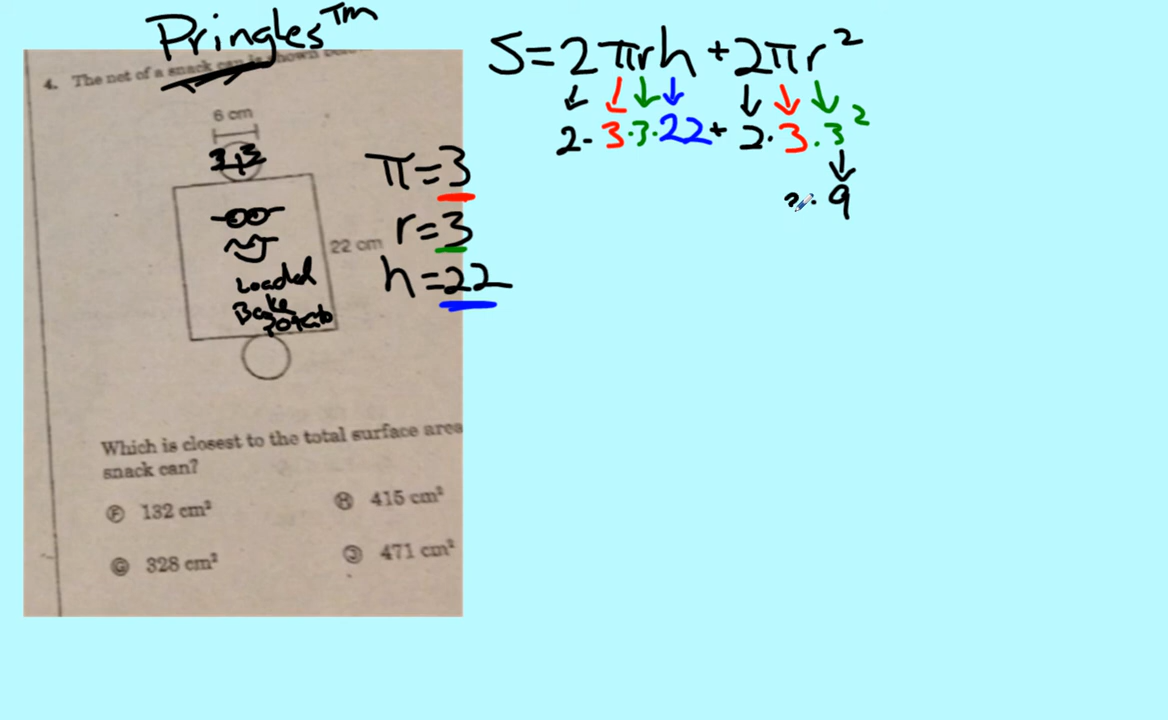 Pringles™
4. The net of a snack can is shown
6 cm
3 3
22 cm
Loaded
Bake
Potato
π=3
r=3
h=22
S=2πrh+2πr²
2·3·3·22+2·3·3²
·9
Which is closest to the total surface area
snack can?
Ⓕ 132 cm²
Ⓗ 415 cm²
Ⓖ 328 cm²
Ⓙ 471 cm²